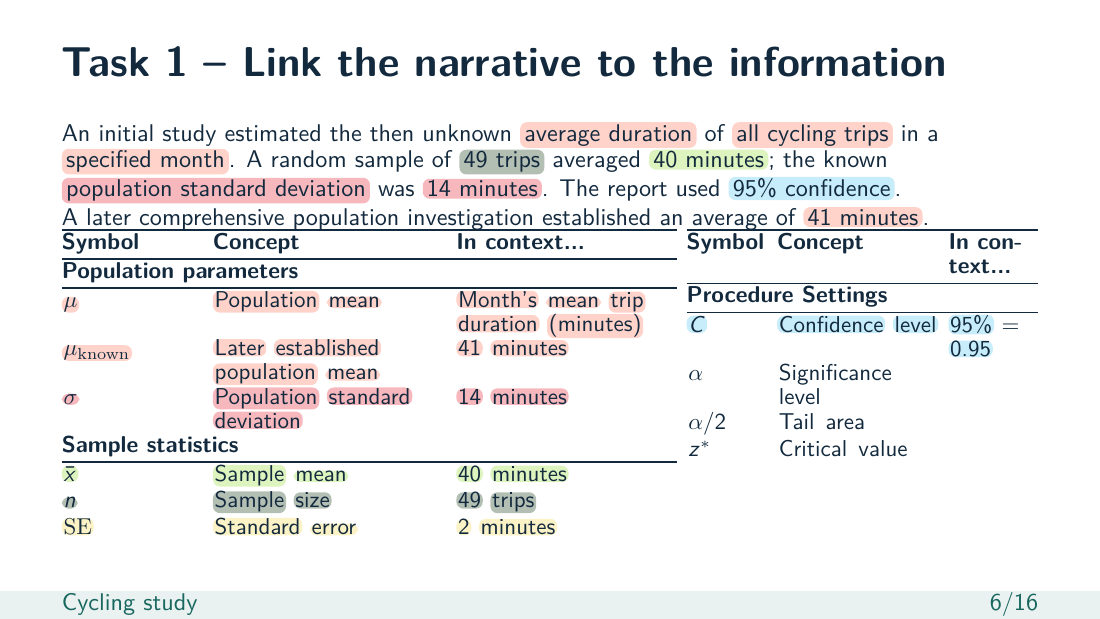 Task 1 – Link the narrative to the information
An initial study estimated the then unknown average duration of all cycling trips in a
specified month. A random sample of 49 trips averaged 40 minutes; the known
population standard deviation was 14 minutes. The report used 95% confidence.
A later comprehensive population investigation established an average of 41 minutes.
Symbol Concept In context...
Population parameters
μ Population mean Month's mean trip
duration (minutes)
μknown Later established 41 minutes
population mean
σ Population standard 14 minutes
deviation
Sample statistics
x̄ Sample mean 40 minutes
n Sample size 49 trips
SE Standard error 2 minutes
Symbol Concept In con-
text...
Procedure Settings
C Confidence level 95% =
0.95
α Significance
level
α/2 Tail area
z* Critical value
Cycling study 6/16